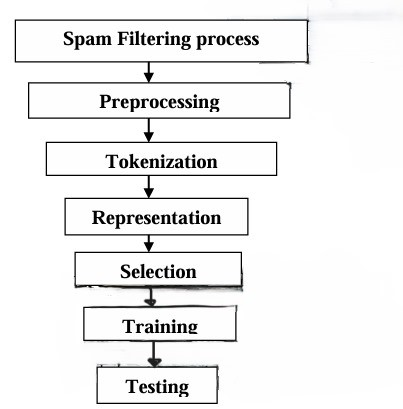 Spam Filtering process
Preprocessing
Tokenization
Representation
Selection
Training
Testing